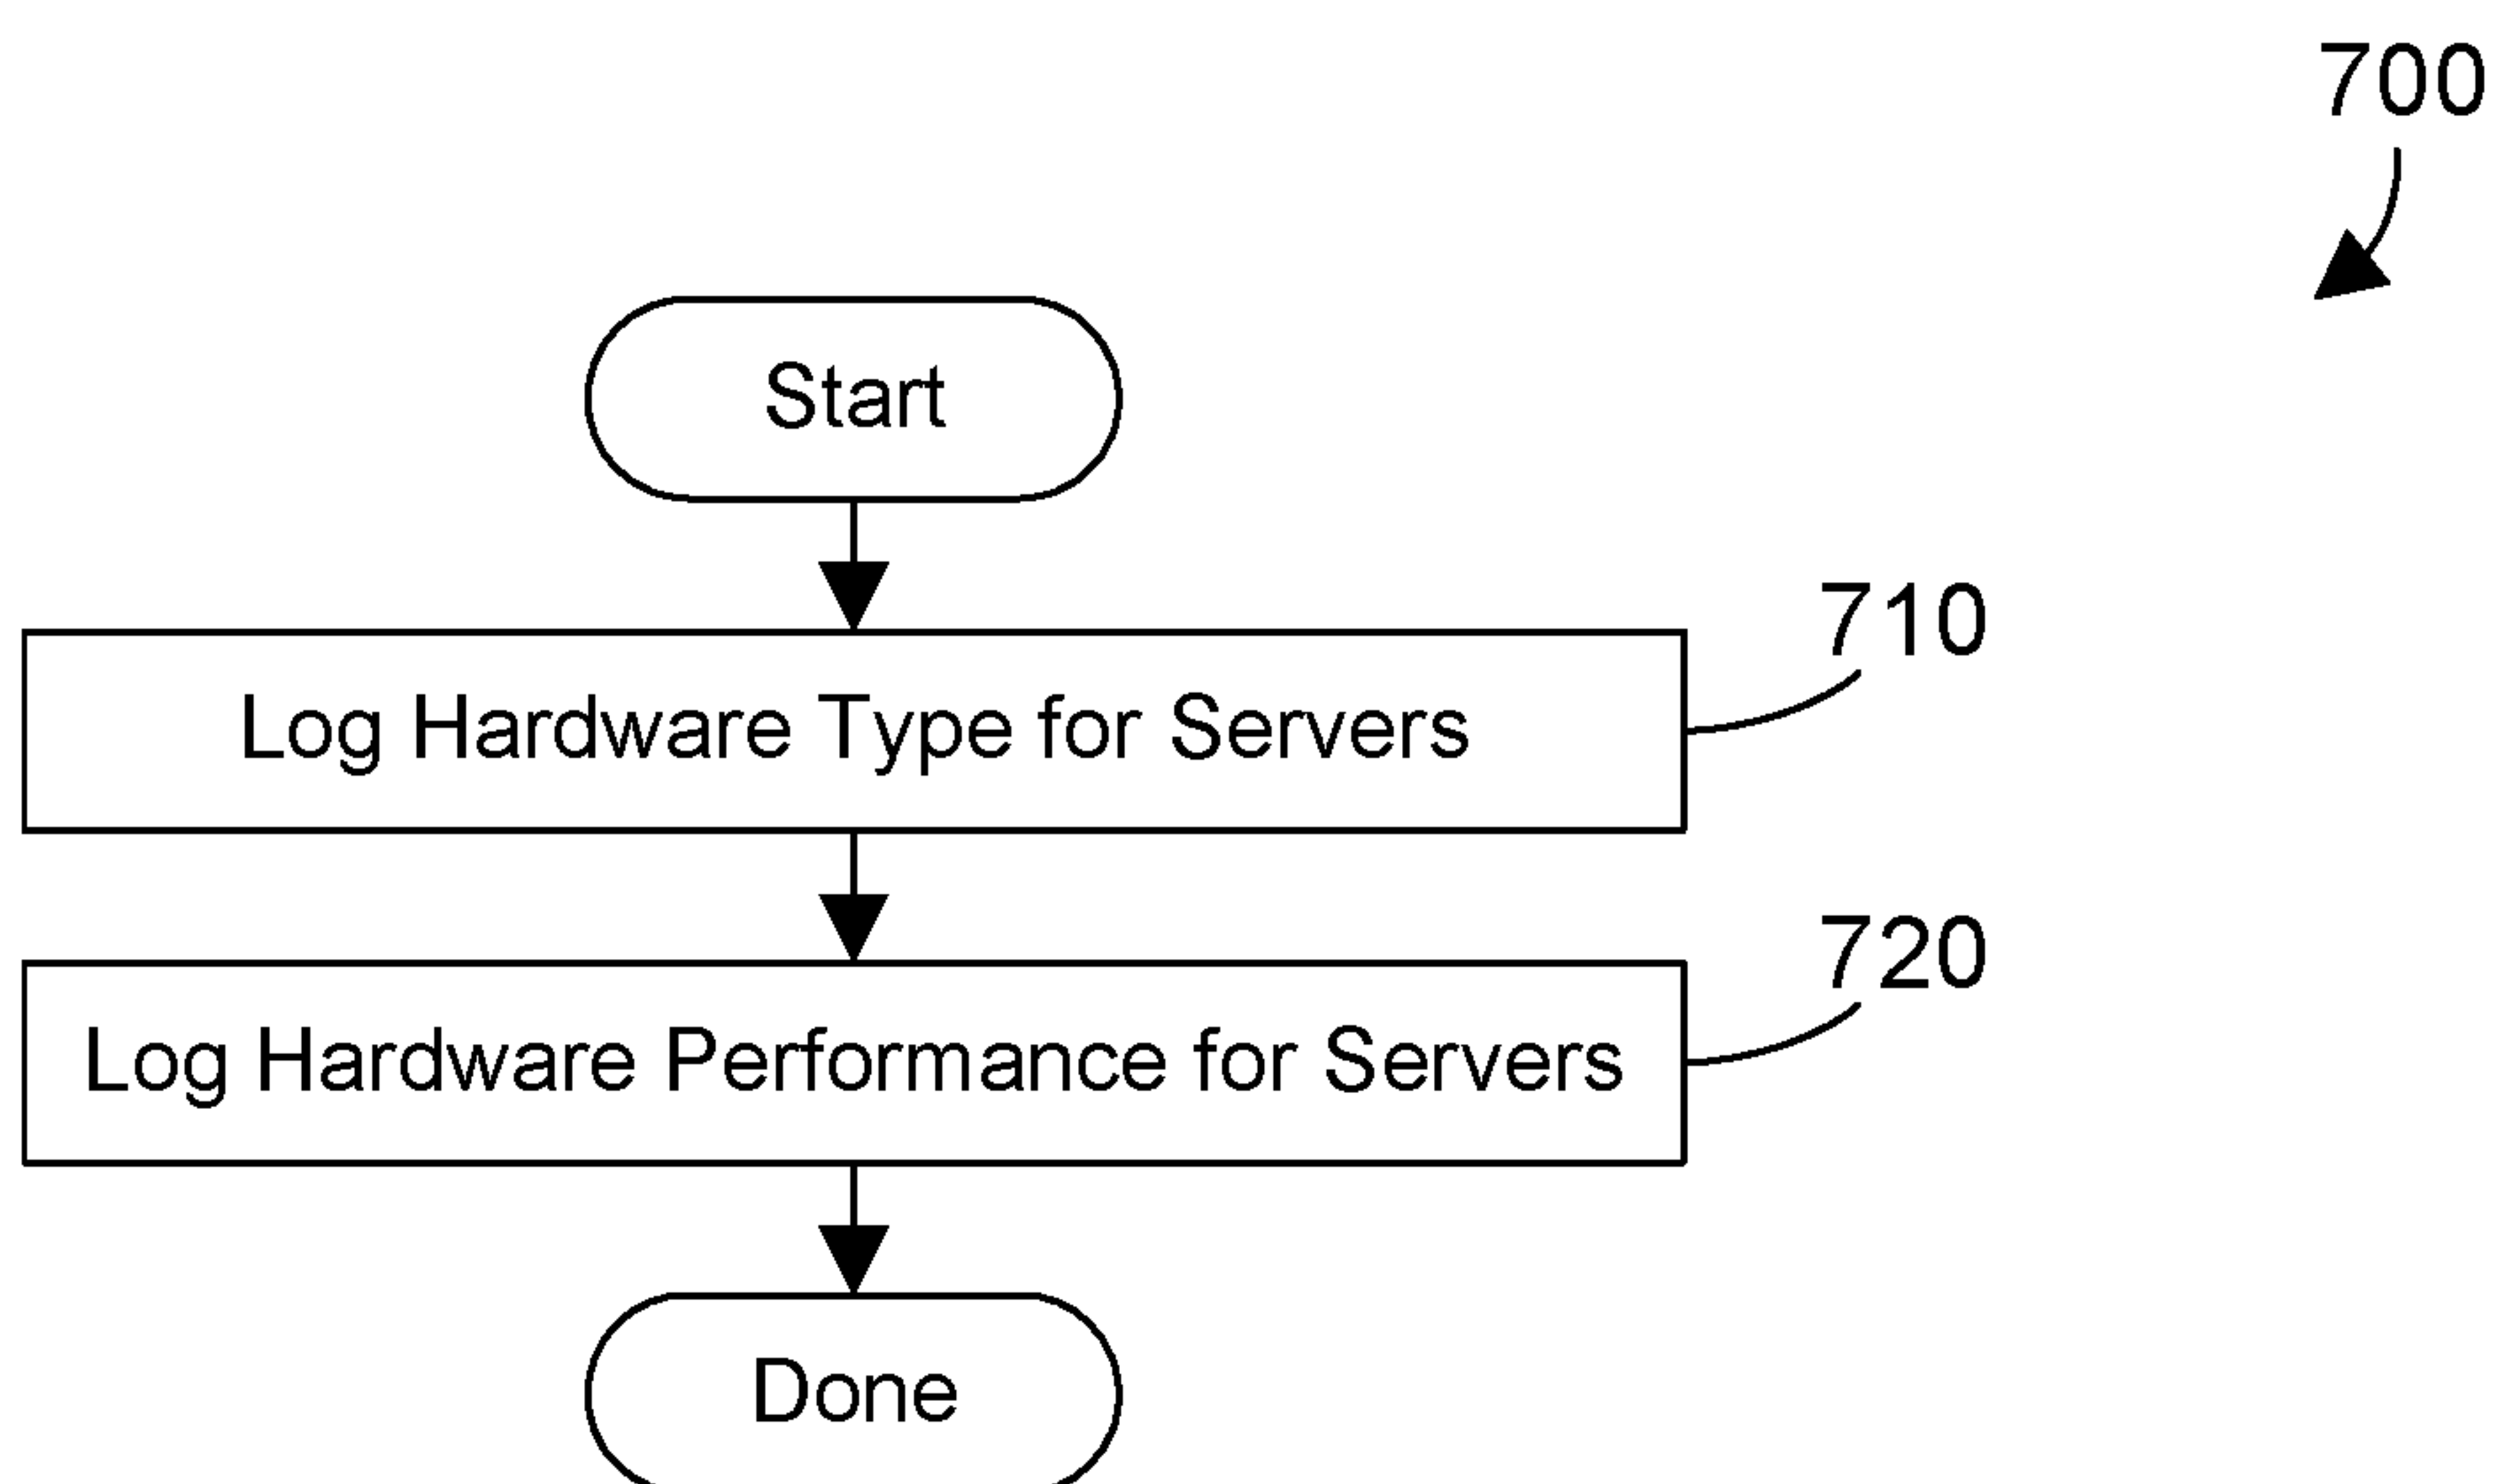 700
Start
710
Log Hardware Type for Servers
720
Log Hardware Performance for Servers
Done